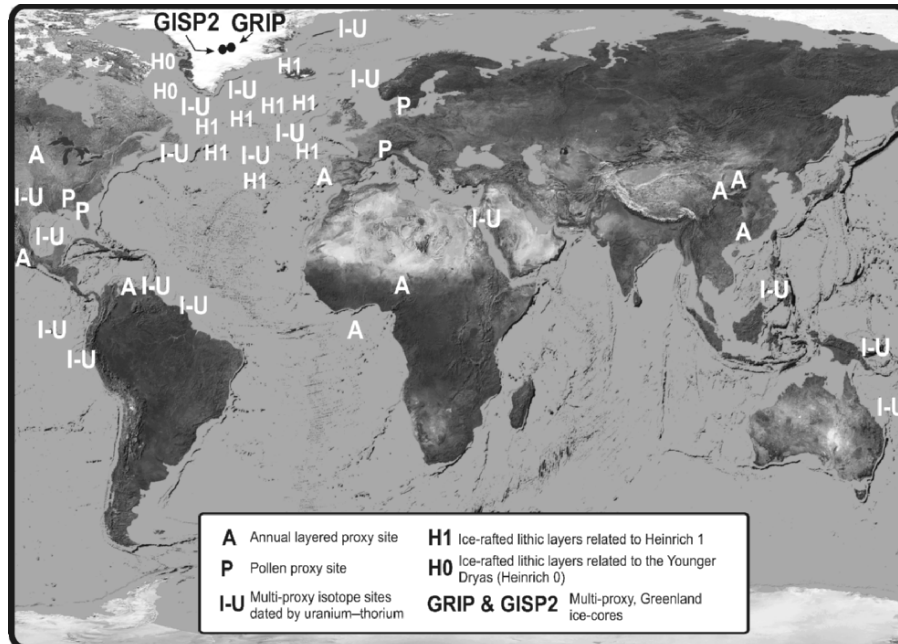 GISP2 GRIP
I-U
H0
H1
I-U
H0
I-U
I-U
H1
H1
P
H1
H1
I-U
A
I-U
H1
I-U
H1
P
A
H1
A
A
I-U
P
P
I-U
I-U
A
A
A
I-U
A
I-U
I-U
I-U
A
I-U
I-U
I-U
I-U
A Annual layered proxy site
P Pollen proxy site
I-U Multi-proxy isotope sites
dated by uranium–thorium
H1 Ice-rafted lithic layers related to Heinrich 1
H0 Ice-rafted lithic layers related to the Younger
Dryas (Heinrich 0)
GRIP & GISP2 Multi-proxy, Greenland
ice-cores